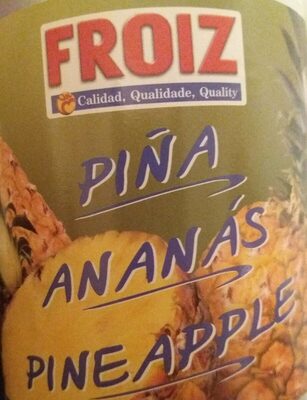 FROIZ
Calidad, Qualidade, Quality
PIÑA
ANANÁS
PINEAPPLE